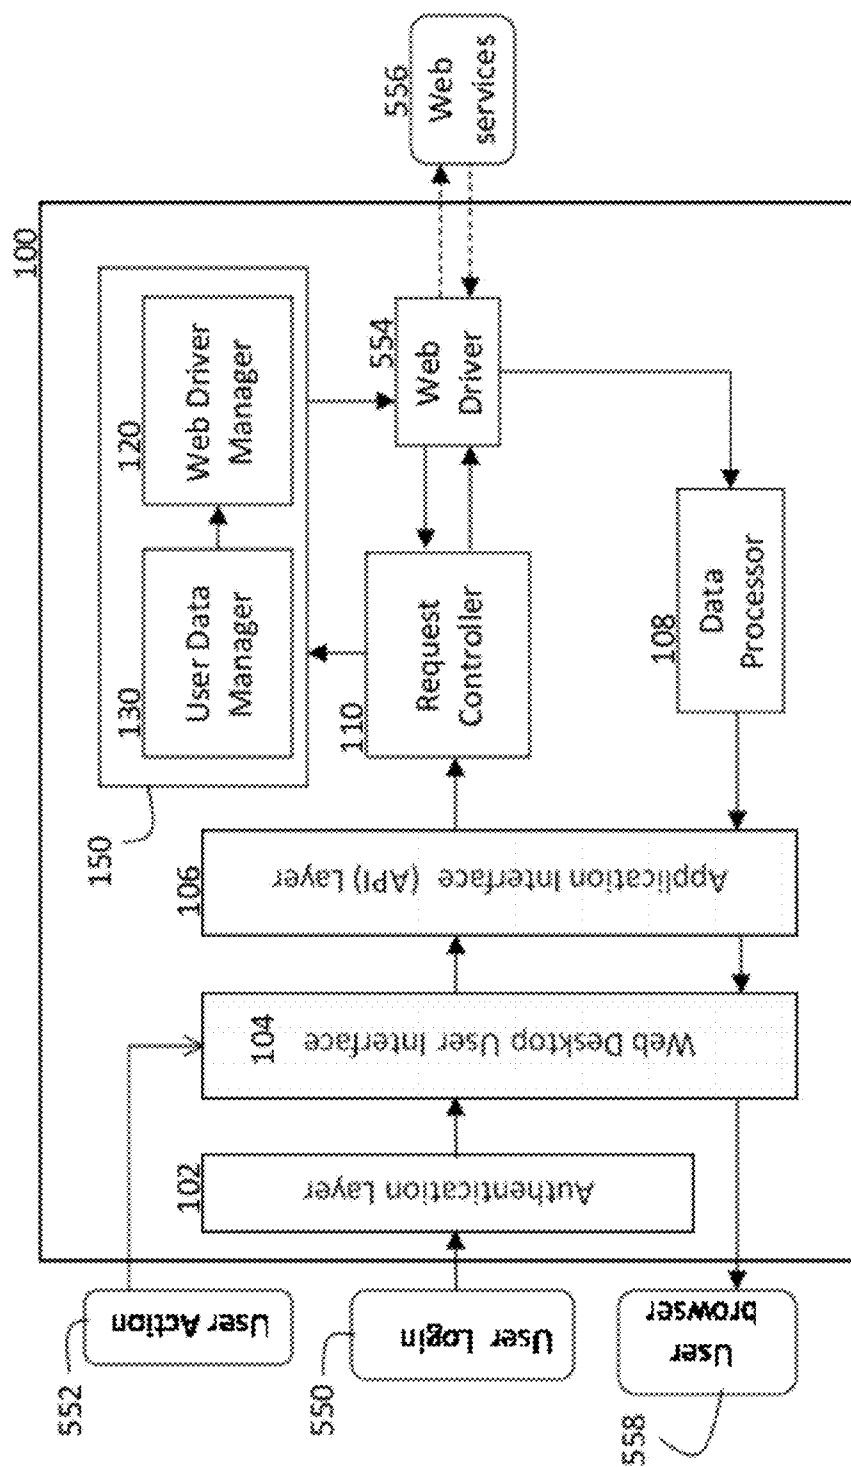 100
150
130
User Data
Manager
120
Web Driver
Manager
556
Web
services
554
Web
Driver
110
Request
Controller
108
Data
Processor
106
Application Interface (API) Layer
104
Web Desktop User Interface
102
Authentication Layer
552
User Action
550
User Login
558
User
browser